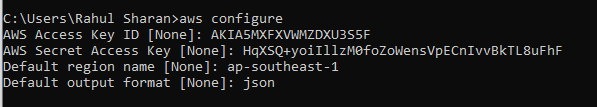 C:\Users\Rahul Sharan>aws configure
AWS Access Key ID [None]: AKIA5MXFXVWMZDXU3S5F
AWS Secret Access Key [None]: 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
Default region name [None]: ap-southeast-1
Default output format [None]: json